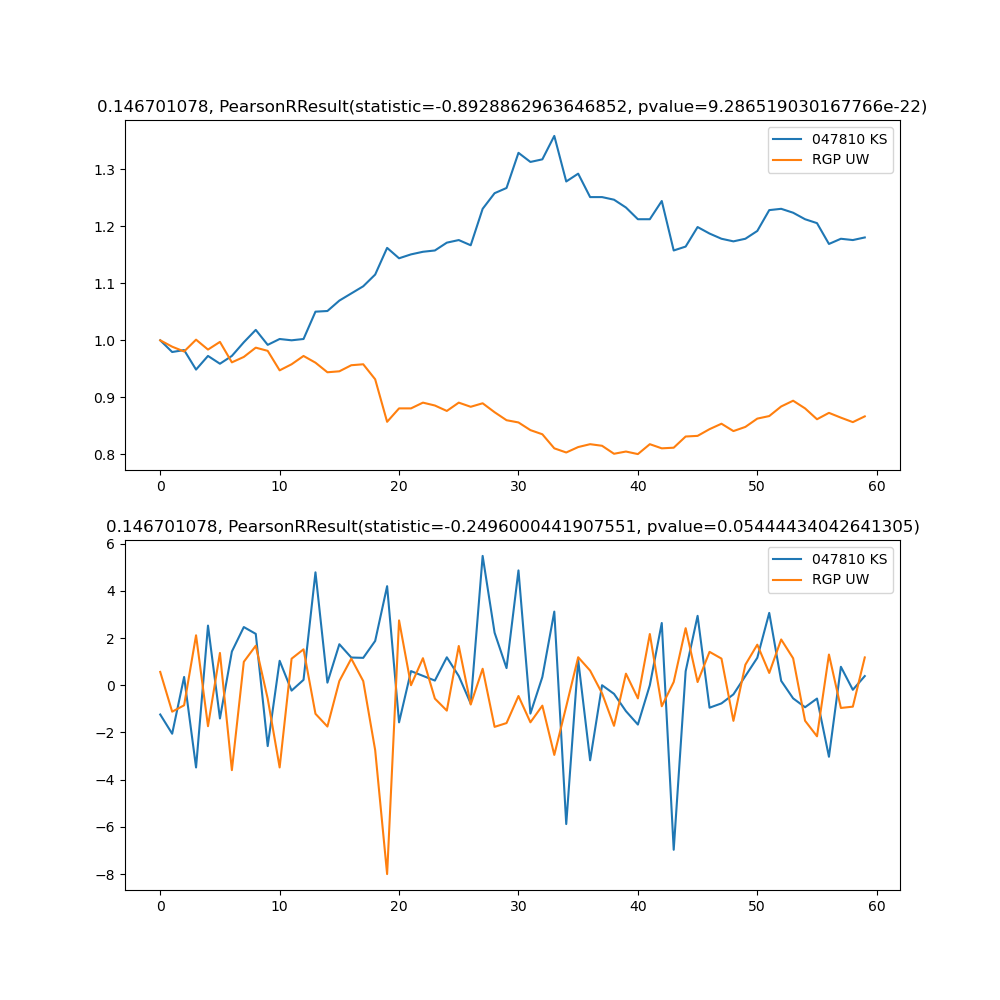 0.146701078, PearsonRResult(statistic=-0.8928862963646852, pvalue=9.286519030167766e-22)
047810 KS
RGP UW
1.3
1.2
1.1
1.0
0.9
0.8
0 10 20 30 40 50 60
0.146701078, PearsonRResult(statistic=-0.2496000441907551, pvalue=0.05444434042641305)
047810 KS
RGP UW
6
4
2
0
−2
−4
−6
−8
0 10 20 30 40 50 60